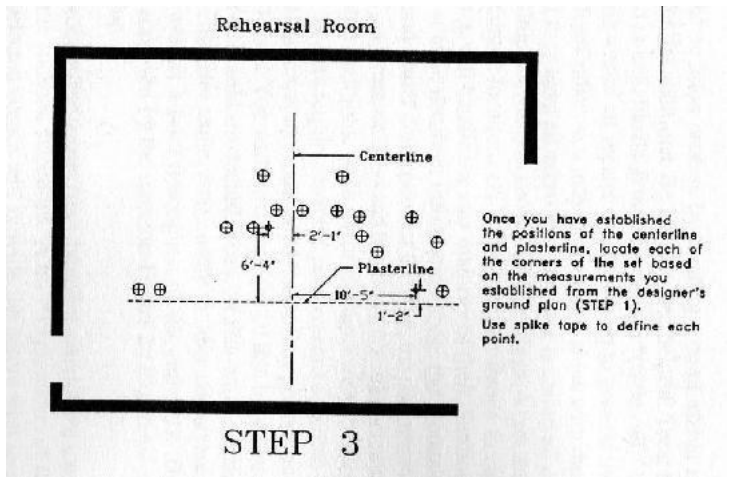 Rehearsal Room
Centerline
2'-1"
6'-4"
Plasterline
10'-5"
1'-2"
Once you have established
the positions of the centerline
and plasterline, locate each of
the corners of the set based
on the measurements you
established from the designer's
ground plan (STEP 1).
Use spike tape to define each
point.
STEP 3